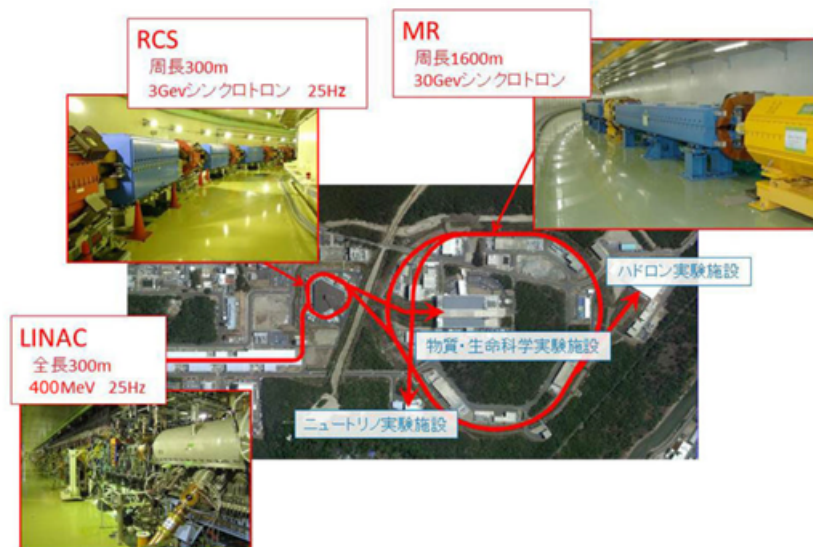 RCS
周長300m
3Gevシンクロトロン 25Hz
MR
周長1600m
30Gevシンクロトロン
ハドロン実験施設
物質・生命科学実験施設
ニュートリノ実験施設
LINAC
全長300m
400MeV 25Hz